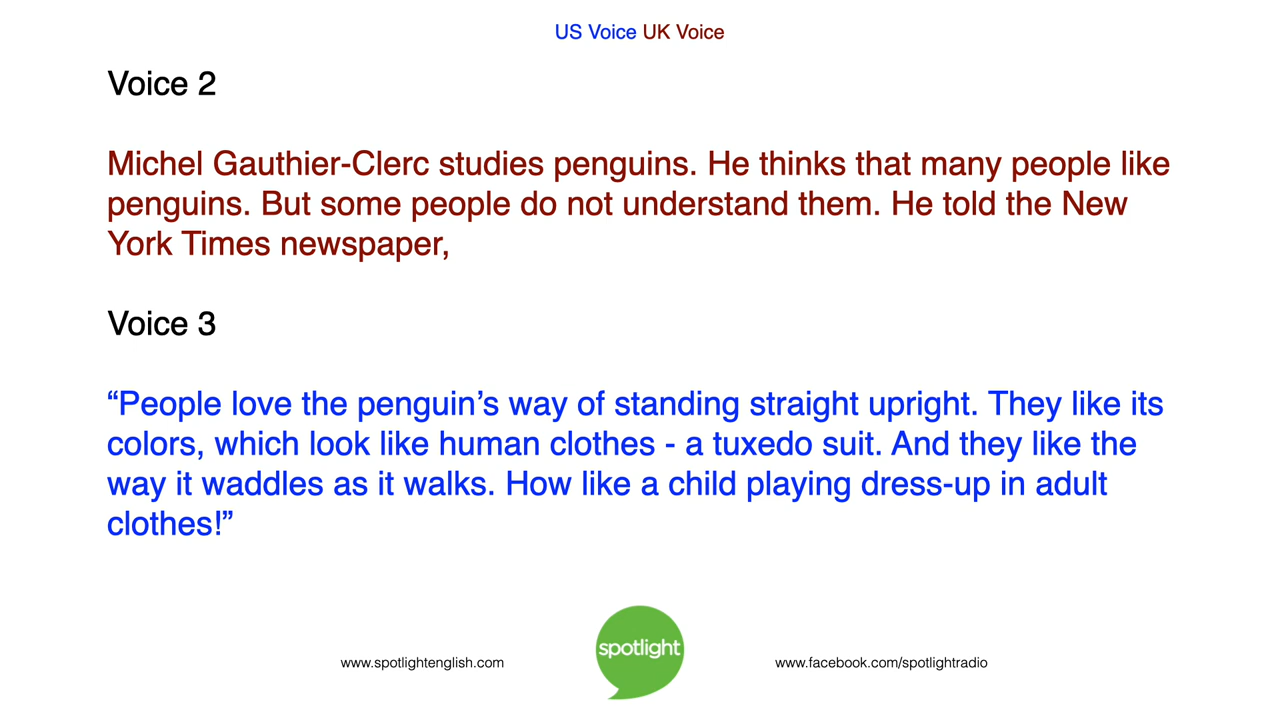 US Voice UK Voice
Voice 2
Michel Gauthier-Clerc studies penguins. He thinks that many people like
penguins. But some people do not understand them. He told the New
York Times newspaper,
Voice 3
“People love the penguin’s way of standing straight upright. They like its
colors, which look like human clothes - a tuxedo suit. And they like the
way it waddles as it walks. How like a child playing dress-up in adult
clothes!”
www.spotlightenglish.com
spotlight
www.facebook.com/spotlightradio